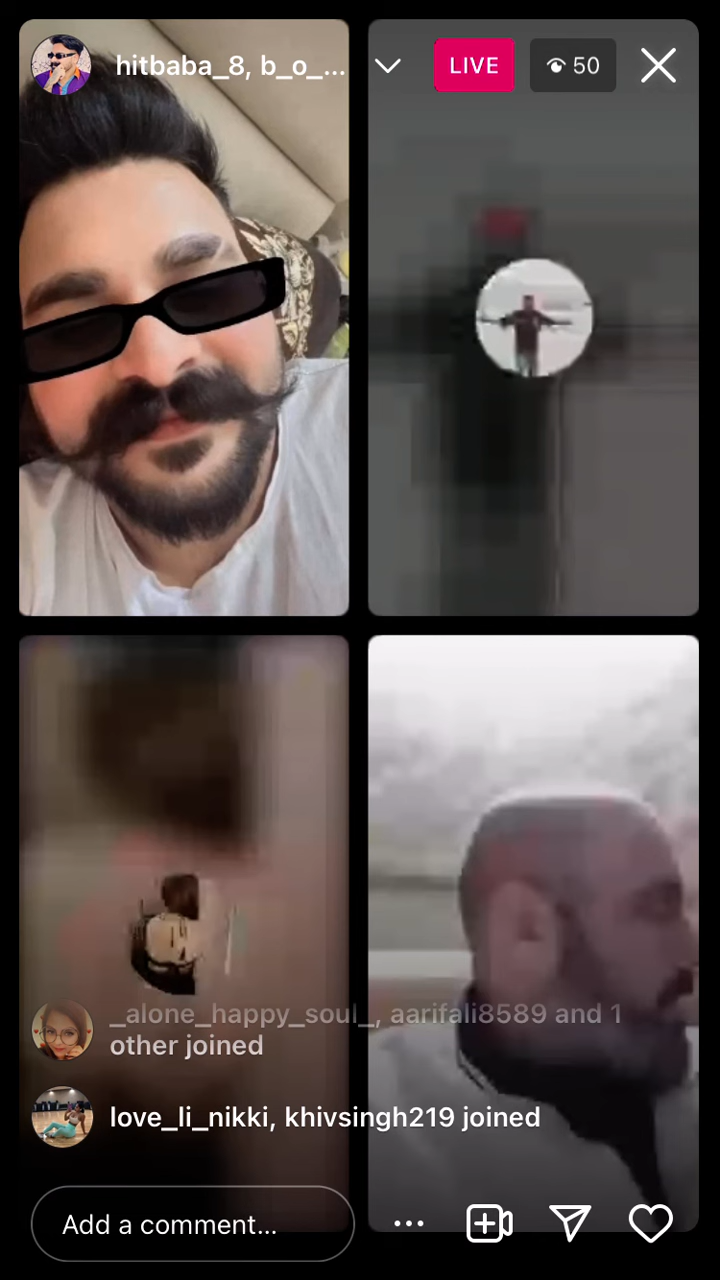 hitbaba_8, b_o_...
LIVE
50
_alone_happy_soul_, aarifali8589 and 1
other joined
love_li_nikki, khivsingh219 joined
Add a comment...